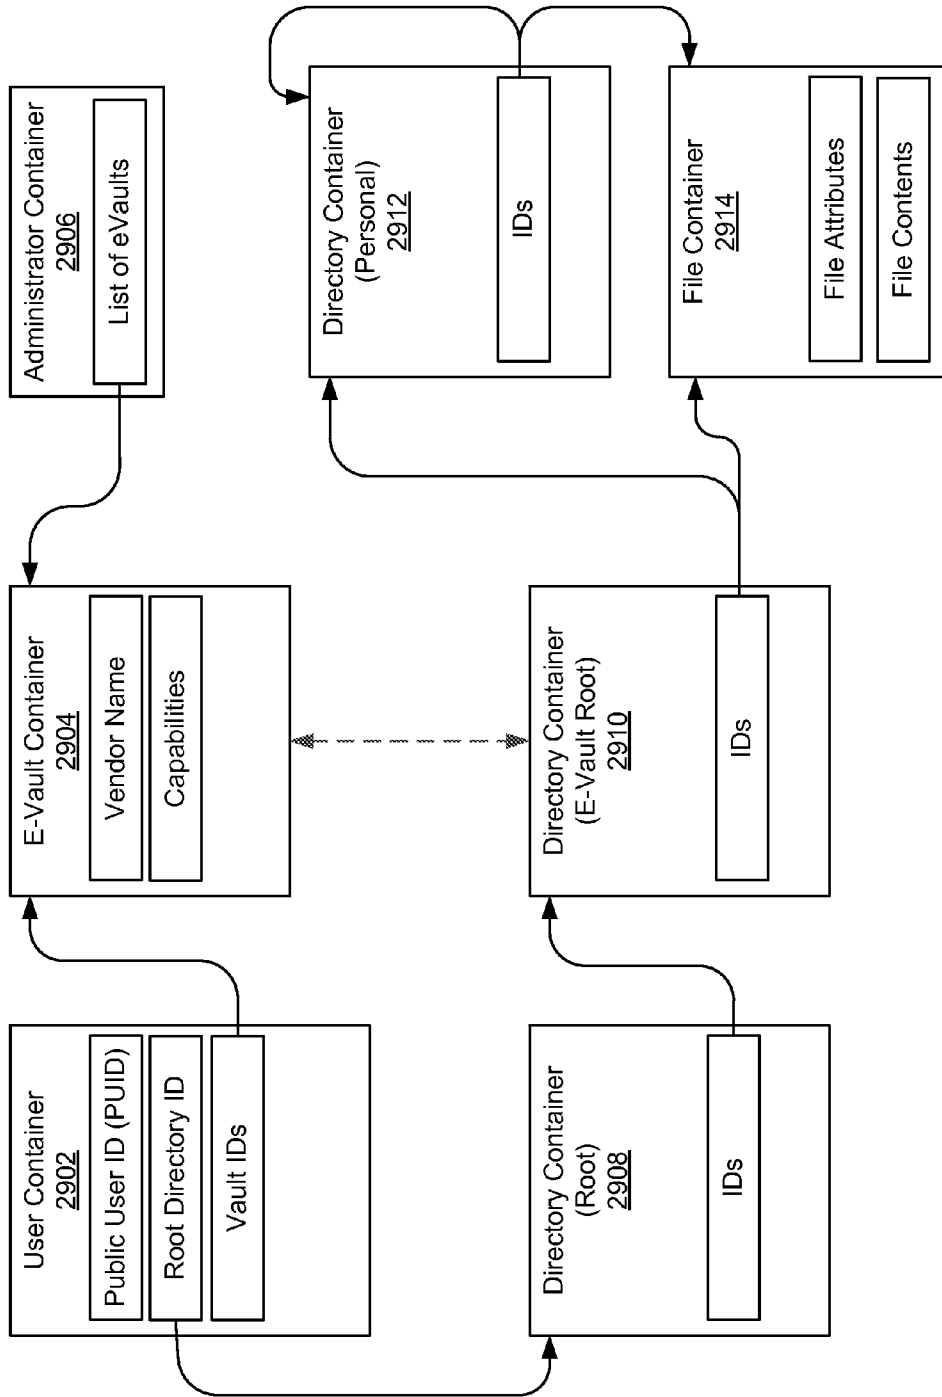 User Container
2902
Public User ID (PUID)
Root Directory ID
Vault IDs
E-Vault Container
2904
Vendor Name
Capabilities
Administrator Container
2906
List of eVaults
Directory Container
(Root)
2908
IDs
Directory Container
(E-Vault Root)
2910
IDs
Directory Container
(Personal)
2912
IDs
File Container
2914
File Attributes
File Contents